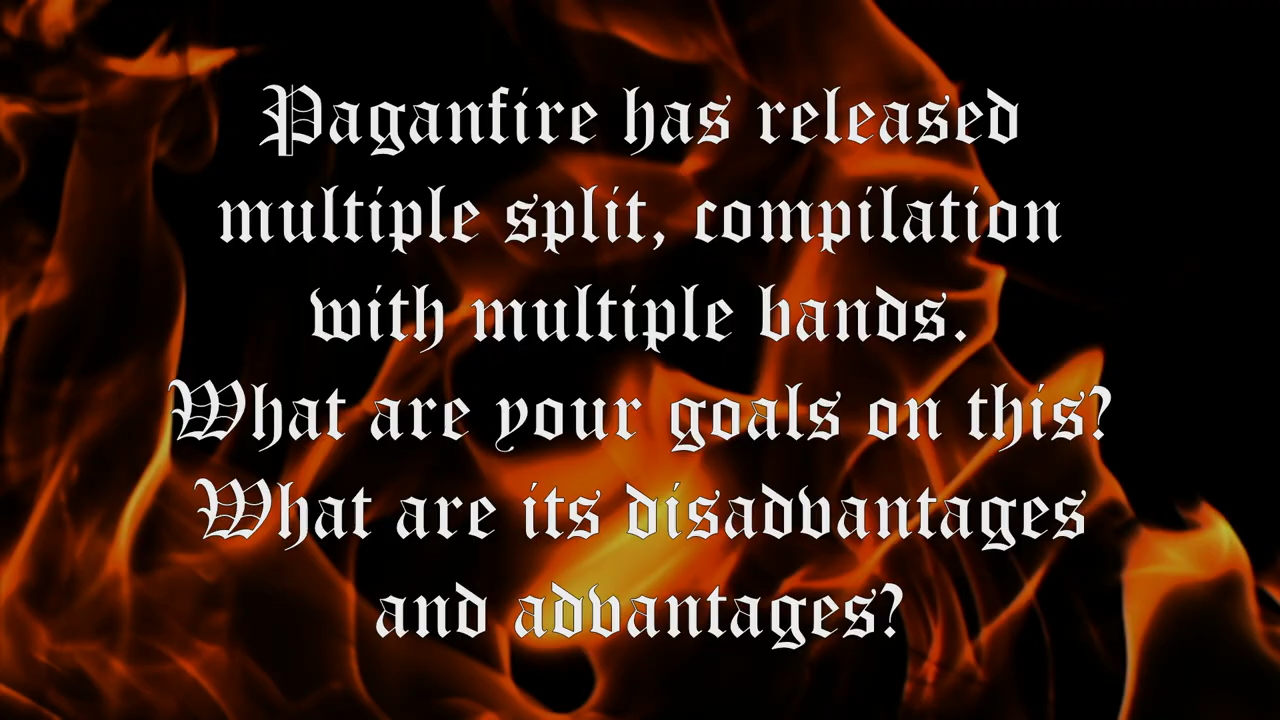 Paganfire has released
multiple split, compilation
with multiple bands.
What are your goals on this?
What are its disadvantages
and advantages?